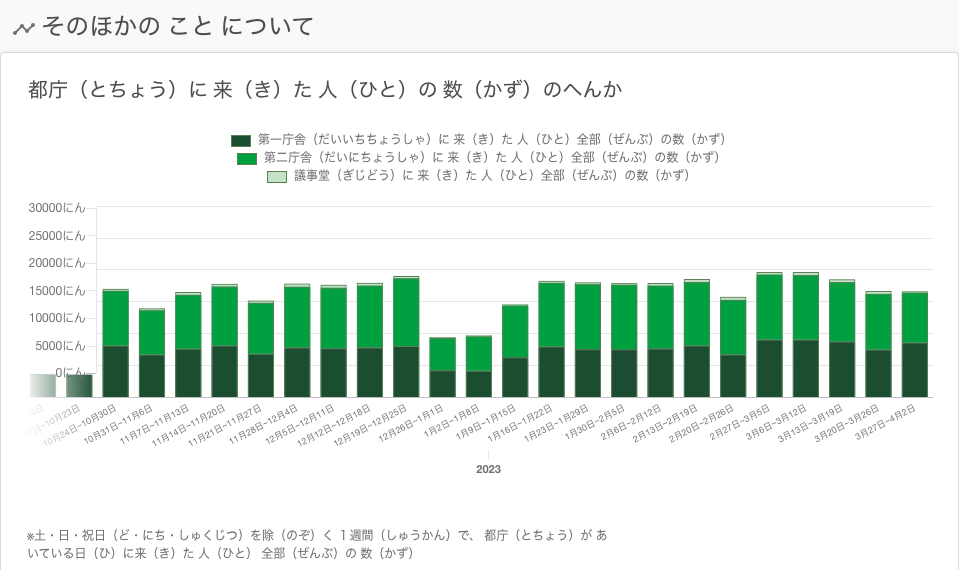 そのほかの こと について
都庁（とちょう）に 来（き）た 人（ひと）の 数（かず）のへんか
第一庁舎（だいいちちょうしゃ）に 来（き）た 人（ひと）全部（ぜんぶ）の数（かず）
第二庁舎（だいにちょうしゃ）に 来（き）た 人（ひと）全部（ぜんぶ）の数（かず）
議事堂（ぎじどう）に 来（き）た 人（ひと）全部（ぜんぶ）の数（かず）
30000にん
25000にん
20000にん
15000にん
10000にん
5000にん
0にん
~10月23日
10月24日~10月30日
10月31日~11月6日
11月7日~11月13日
11月14日~11月20日
11月21日~11月27日
11月28日~12月4日
12月5日~12月11日
12月12日~12月18日
12月19日~12月25日
12月26日~1月1日
1月2日~1月8日
1月9日~1月15日
1月16日~1月22日
1月23日~1月29日
1月30日~2月5日
2月6日~2月12日
2月13日~2月19日
2月20日~2月26日
2月27日~3月5日
3月6日~3月12日
3月13日~3月19日
3月20日~3月26日
3月27日~4月2日
2023
※土・日・祝日（ど・にち・しゅくじつ）を除（のぞ）く １週間（しゅうかん）で、 都庁（とちょう）が あ
いている日（ひ）に来（き）た 人（ひと） 全部（ぜんぶ）の 数（かず）